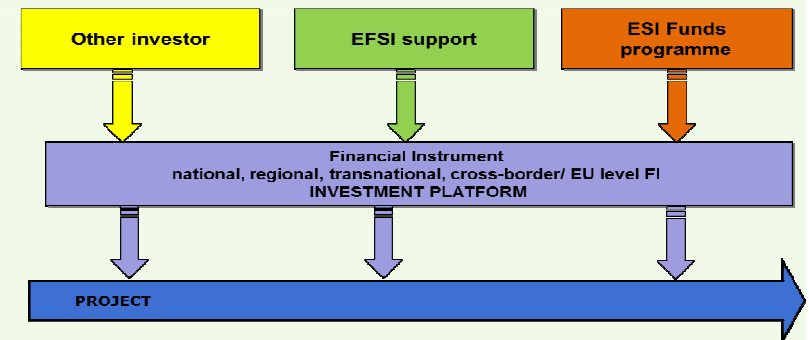 Other investor
EFSI support
ESI Funds
programme
Financial Instrument
national, regional, transnational, cross-border/ EU level FI
INVESTMENT PLATFORM
PROJECT